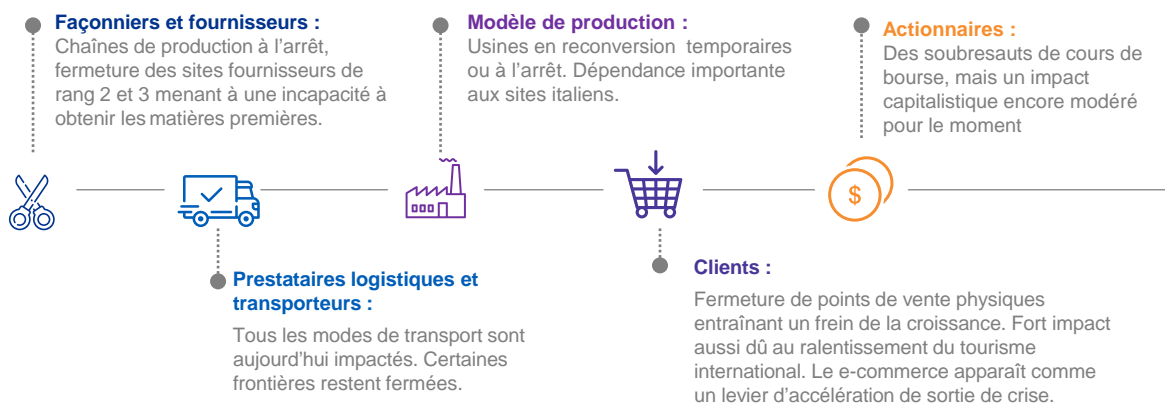 Façonniers et fournisseurs :
Chaînes de production à l'arrêt,
fermeture des sites fournisseurs de
rang 2 et 3 menant à une incapacité à
obtenir les matières premières.
Modèle de production :
Usines en reconversion temporaires
ou à l'arrêt. Dépendance importante
aux sites italiens.
Actionnaires :
Des soubresauts de cours de
bourse, mais un impact
capitalistique encore modéré
pour le moment
$
Prestataires logistiques et
transporteurs :
Tous les modes de transport sont
aujourd'hui impactés. Certaines
frontières restent fermées.
Clients :
Fermeture de points de vente physiques
entraînant un frein de la croissance. Fort impact
aussi dû au ralentissement du tourisme
international. Le e-commerce apparaît comme
un levier d'accélération de sortie de crise.